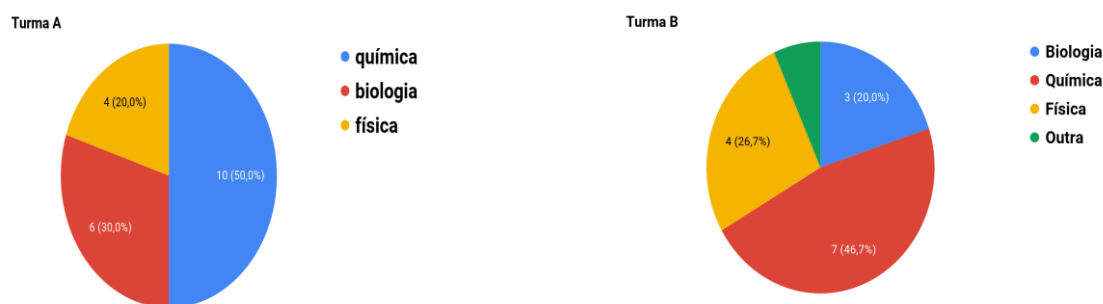 Turma A
química
biologia
física
4 (20,0%)
10 (50,0%)
6 (30,0%)
Turma B
Biologia
Química
Física
Outra
3 (20,0%)
4 (26,7%)
7 (46,7%)